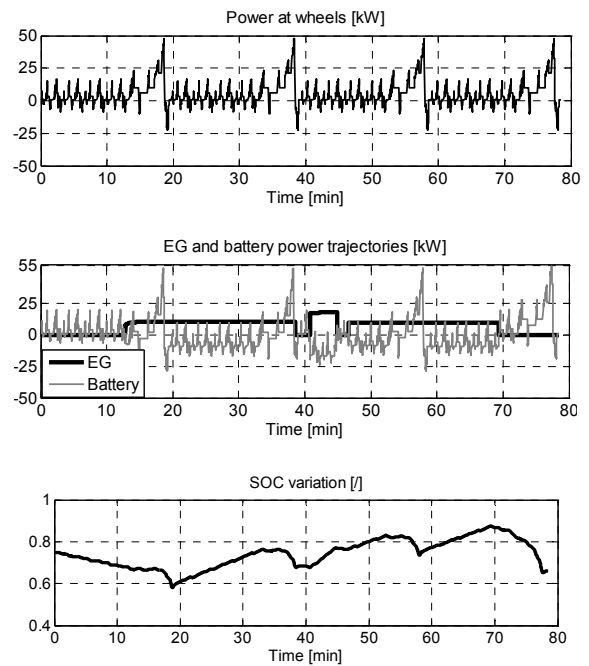 Power at wheels [kW]
50
25
0
-25
-50
0 10 20 30 40 50 60 70 80
Time [min]
EG and battery power trajectories [kW]
55
25
0
-25
-50
EG
Battery
0 10 20 30 40 50 60 70 80
Time [min]
SOC variation [/]
1
0.8
0.6
0.4
0 10 20 30 40 50 60 70 80
Time [min]